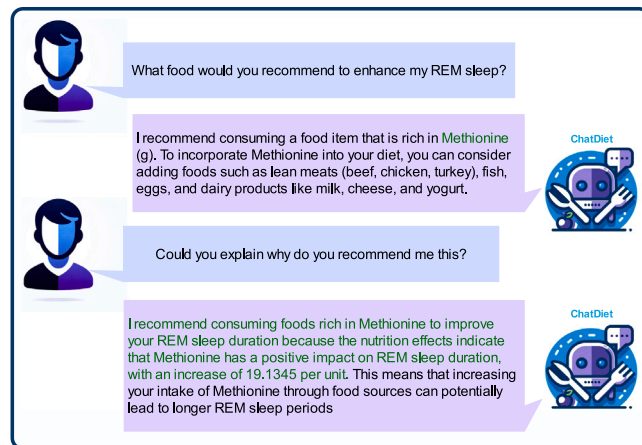 What food would you recommend to enhance my REM sleep?
ChatDiet
I recommend consuming a food item that is rich in Methionine
(g). To incorporate Methionine into your diet, you can consider
adding foods such as lean meats (beef, chicken, turkey), fish,
eggs, and dairy products like milk, cheese, and yogurt.
Could you explain why do you recommend me this?
ChatDiet
I recommend consuming foods rich in Methionine to improve
your REM sleep duration because the nutrition effects indicate
that Methionine has a positive impact on REM sleep duration,
with an increase of 19.1345 per unit. This means that increasing
your intake of Methionine through food sources can potentially
lead to longer REM sleep periods